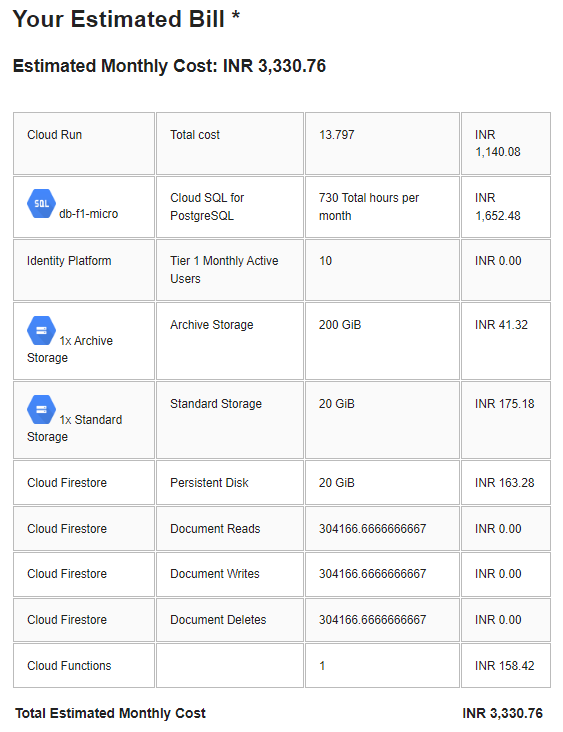 Your Estimated Bill *
Estimated Monthly Cost: INR 3,330.76
Cloud Run Total cost 13.797 INR
1,140.08
SQL db-f1-micro Cloud SQL for PostgreSQL 730 Total hours per month INR 1,652.48
Identity Platform Tier 1 Monthly Active Users 10 INR 0.00
1x Archive Storage Archive Storage 200 GiB INR 41.32
1x Standard Storage Standard Storage 20 GiB INR 175.18
Cloud Firestore Persistent Disk 20 GiB INR 163.28
Cloud Firestore Document Reads 304166.6666666667 INR 0.00
Cloud Firestore Document Writes 304166.6666666667 INR 0.00
Cloud Firestore Document Deletes 304166.6666666667 INR 0.00
Cloud Functions 1 INR 158.42
Total Estimated Monthly Cost INR 3,330.76